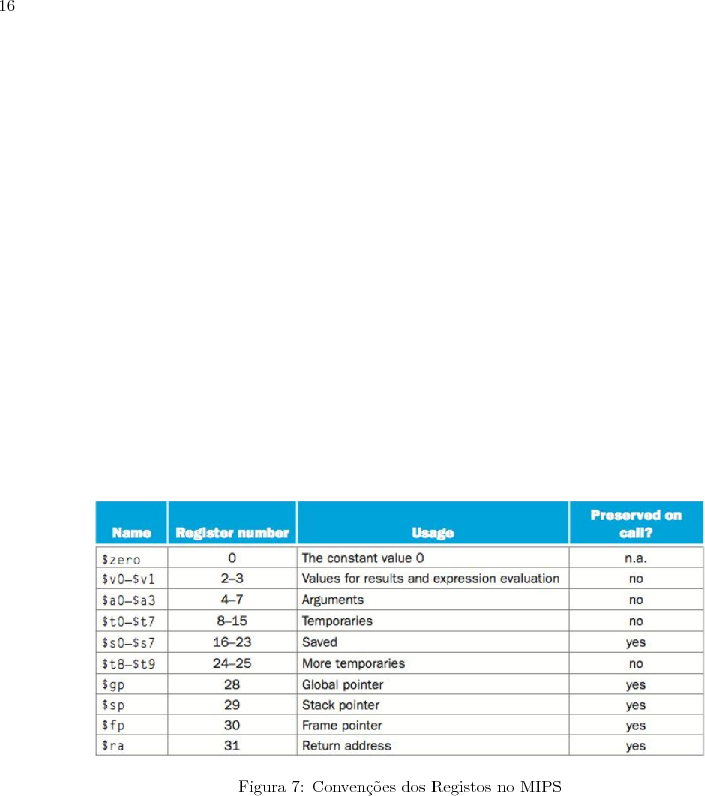 16
Name Register number Usage Preserved on call?
$zero 0 The constant value 0 n.a.
$v0–$v1 2–3 Values for results and expression evaluation no
$a0–$a3 4–7 Arguments no
$t0–$t7 8–15 Temporaries no
$s0–$s7 16–23 Saved yes
$t8–$t9 24–25 More temporaries no
$gp 28 Global pointer yes
$sp 29 Stack pointer yes
$fp 30 Frame pointer yes
$ra 31 Return address yes
Figura 7: Convenções dos Registos no MIPS